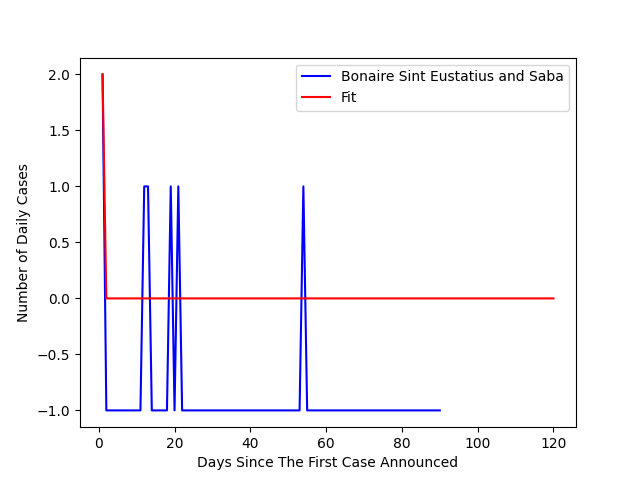 Bonaire Sint Eustatius and Saba
Fit
2.0
1.5
1.0
0.5
0.0
−0.5
−1.0
Number of Daily Cases
0 20 40 60 80 100 120
Days Since The First Case Announced